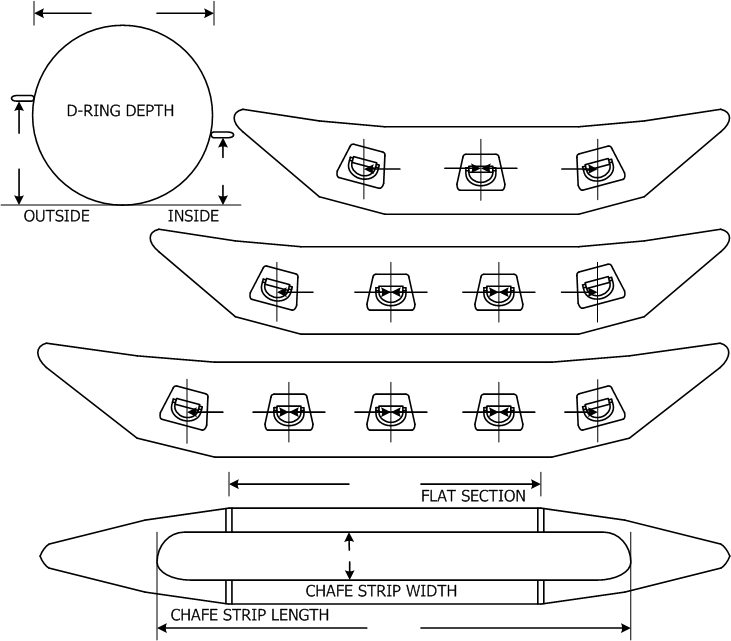 D-RING DEPTH
OUTSIDE
INSIDE
FLAT SECTION
CHAFE STRIP WIDTH
CHAFE STRIP LENGTH